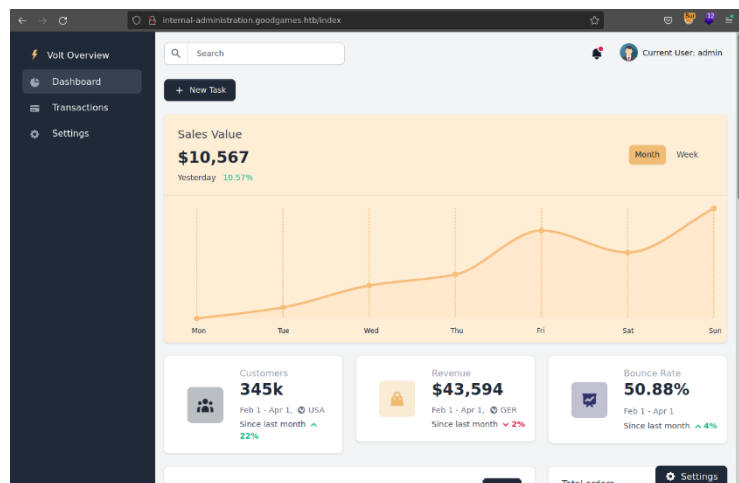 internal-administration.goodgames.htb/index
12
Volt Overview
Dashboard
Transactions
Settings
Search
Current User: admin
+ New Task
Sales Value
$10,567
Yesterday 10.57%
Month Week
Mon Tue Wed Thu Fri Sat Sun
Customers
345k
Feb 1 - Apr 1, USA
Since last month
22%
Revenue
$43,594
Feb 1 - Apr 1, GER
Since last month 2%
Bounce Rate
50.88%
Feb 1 - Apr 1
Since last month 4%
Total orders
Settings